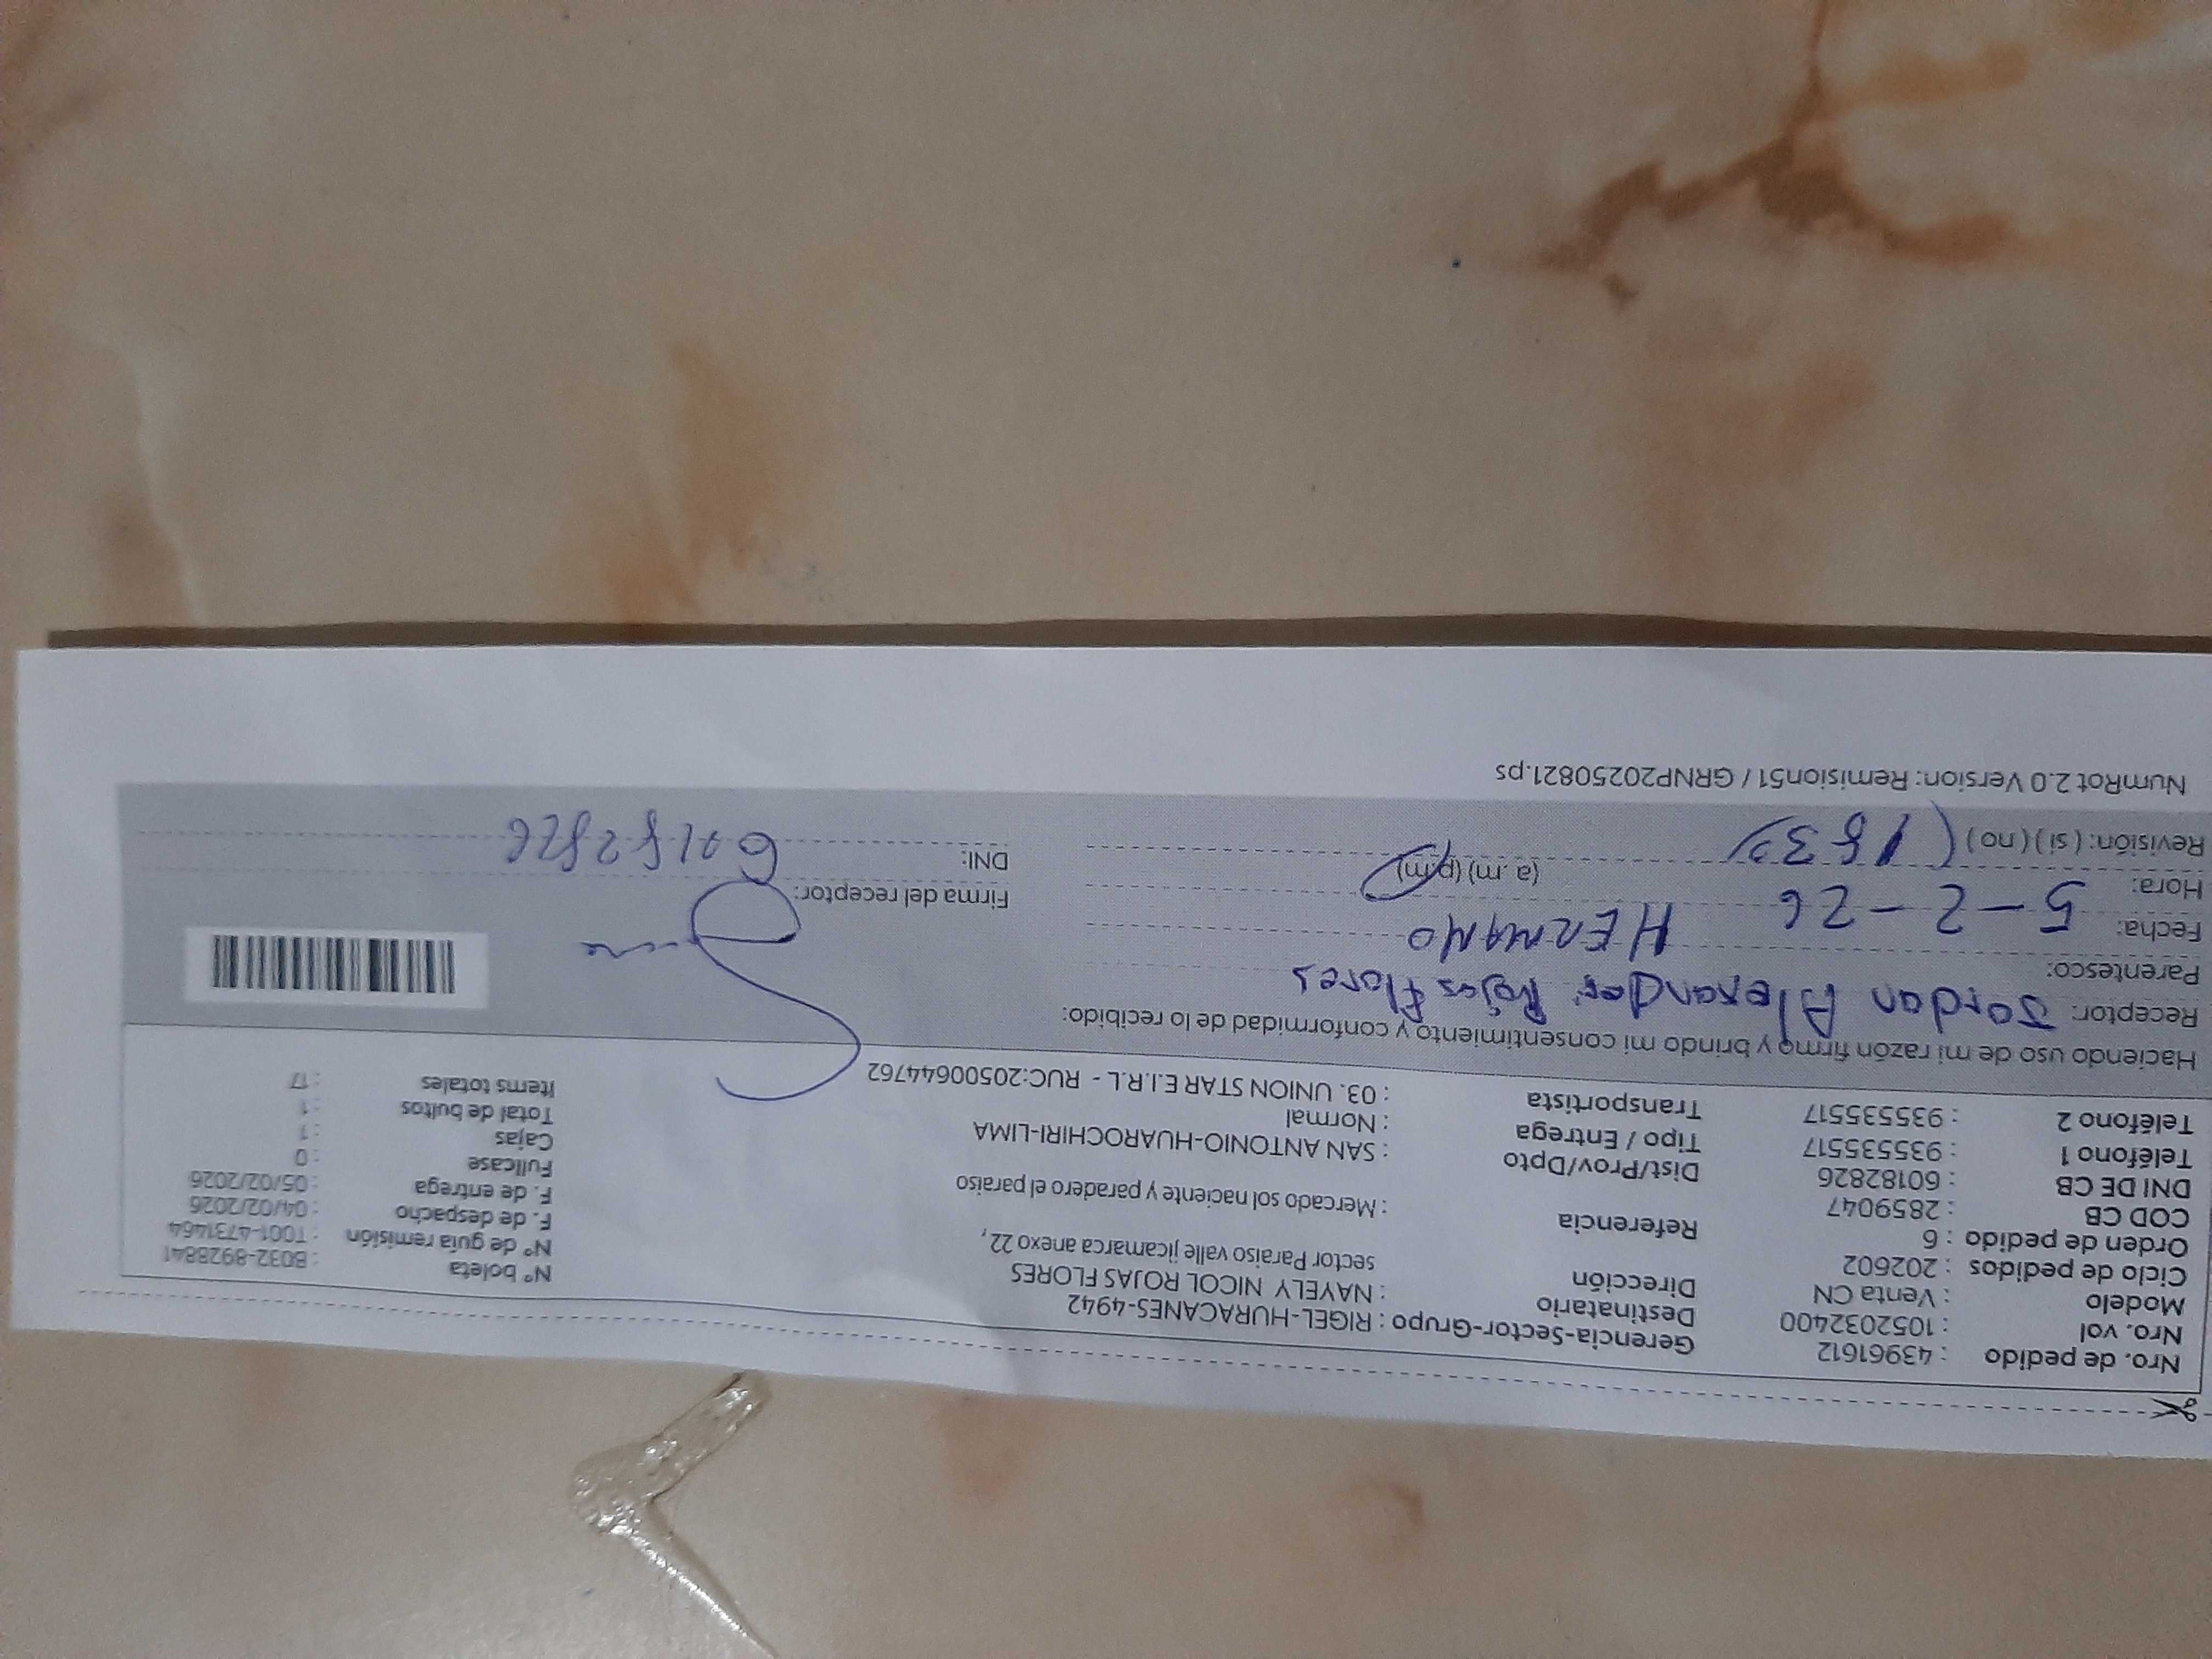 Nro. de pedido : 43961612
Nro. vol : 1052032400
Modelo : Venta CN
Ciclo de pedidos : 202602
Orden de pedido : 6
COD CB : 2859047
DNI DE CB : 60182826
Teléfono 1 : 935535517
Teléfono 2 : 935535517
Gerencia-Sector-Grupo : RIGEL-HURACANES-4942
Destinatario : NAYELY NICOL ROJAS FLORES
Dirección sector Paraiso valle jicamarca anexo 22,
Referencia : Mercado sol naciente y paradero el paraiso
Dist/Prov/Dpto : SAN ANTONIO-HUAROCHIRI-LIMA
Tipo / Entrega : Normal
Transportista : 03. UNION STAR E.I.R.L - RUC:20500644762
N° boleta : B032-8928841
N° de guía remisión : T001-4731464
F. de despacho : 04/02/2026
F. de entrega : 05/02/2026
Fullcase : 0
Cajas : 1
Total de bultos : 1
Items totales : 17
Haciendo uso de mi razón firmo y brindo mi consentimiento y conformidad de lo recibido:
Receptor: Jordan Alexander Rojas Flores
Parentesco: HERMANO
Fecha: 5-2-26
Hora: (a.m) (p.m)
Revisión: (si) (no)
Firma del receptor:
DNI:
NumRot 2.0 Version: Remision51 / GRNP20250821.ps